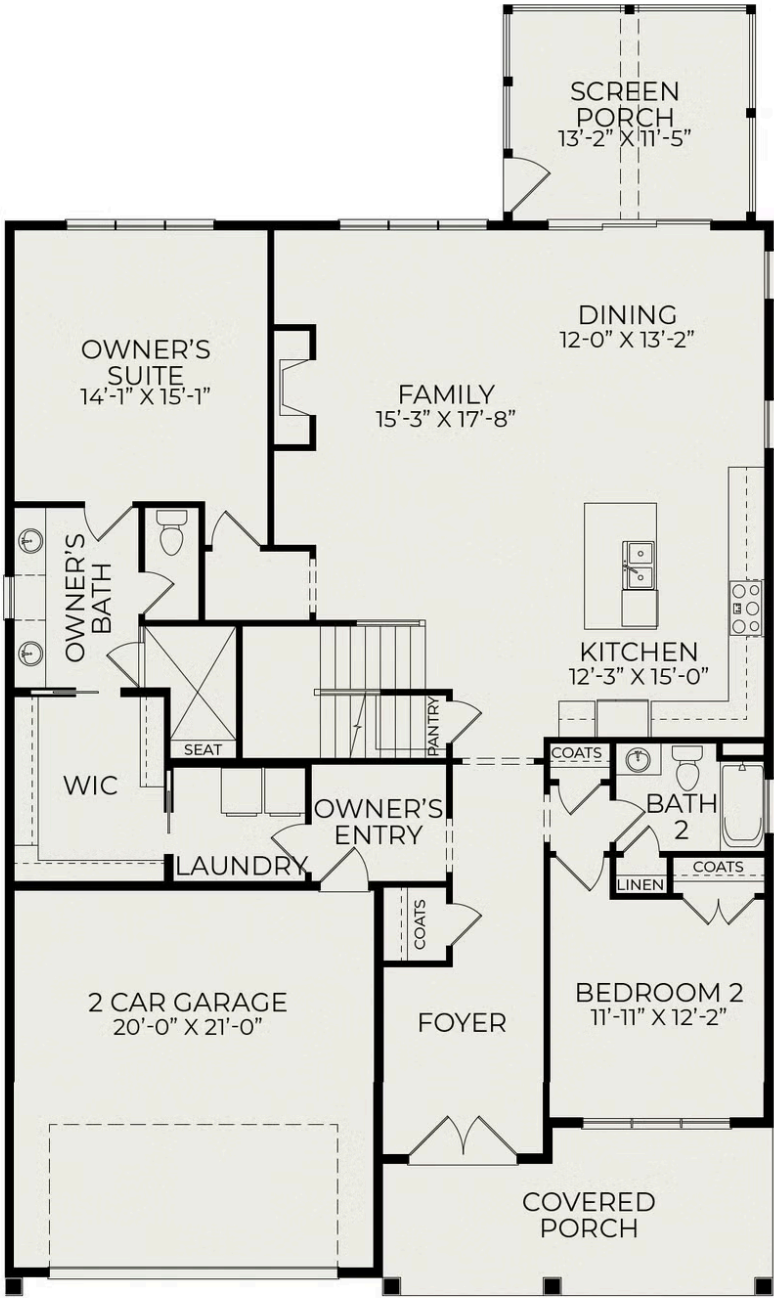 SCREEN
PORCH
13'-2" X 11'-5"
DINING
12-0" X 13'-2"
OWNER'S
SUITE
14'-1" X 15'-1"
FAMILY
15'-3" X 17'-8"
OWNER'S
BATH
KITCHEN
12'-3" X 15'-0"
PANTRY
SEAT
COATS
WIC
OWNER'S
ENTRY
BATH
2
LAUNDRY
COATS
LINEN
COATS
2 CAR GARAGE
20'-0" X 21'-0"
FOYER
BEDROOM 2
11'-11" X 12'-2"
COVERED
PORCH